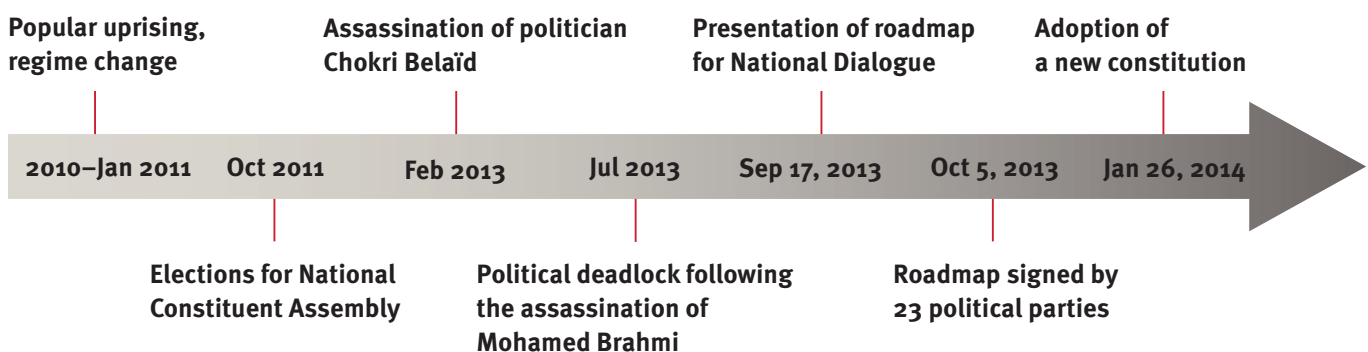 Popular uprising,
regime change
Assassination of politician
Chokri Belaïd
Presentation of roadmap
for National Dialogue
Adoption of
a new constitution
2010–Jan 2011
Oct 2011
Feb 2013
Jul 2013
Sep 17, 2013
Oct 5, 2013
Jan 26, 2014
Elections for National
Constituent Assembly
Political deadlock following
the assassination of
Mohamed Brahmi
Roadmap signed by
23 political parties